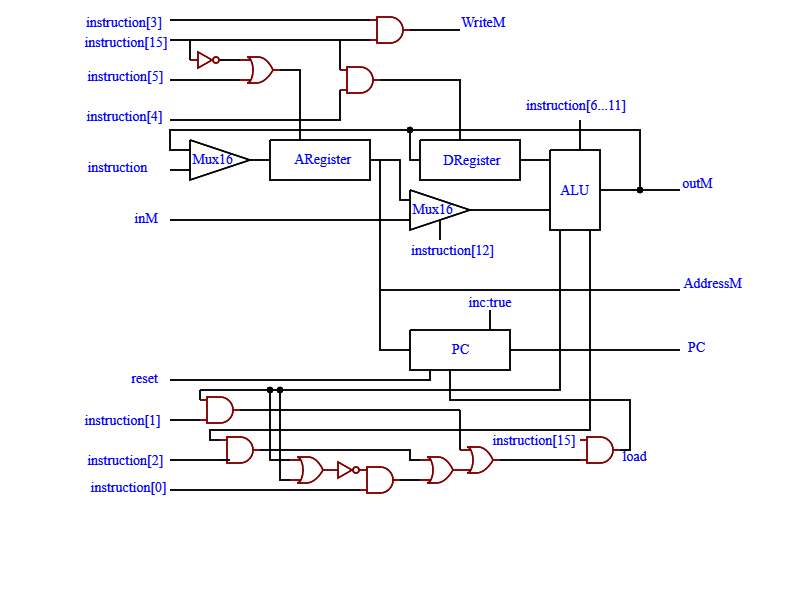 instruction[3]
WriteM
instruction[15]
instruction[5]
instruction[6...11]
instruction[4]
Mux16
ARegister
DRegister
instruction
ALU
outM
Mux16
inM
instruction[12]
AddressM
inc:true
PC
PC
reset
instruction[1]
instruction[15]
instruction[2]
load
instruction[0]